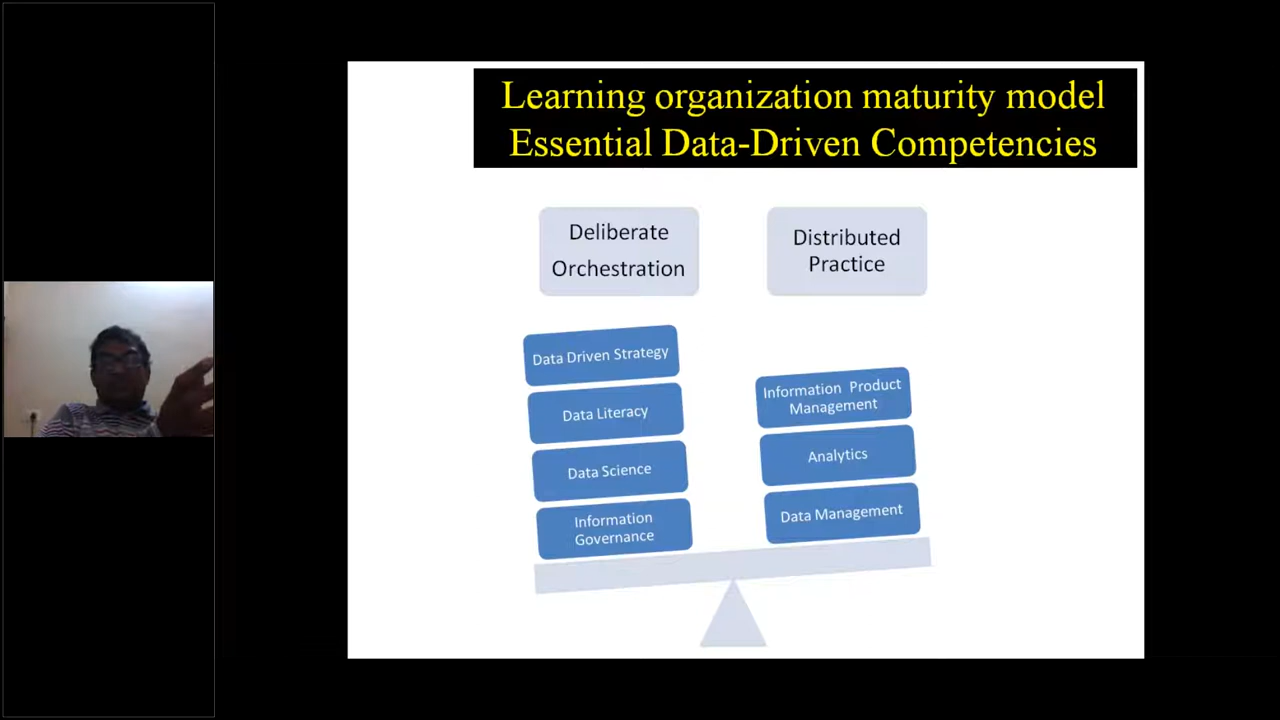 Learning organization maturity model
Essential Data-Driven Competencies
Deliberate
Orchestration
Distributed
Practice
Data Driven Strategy
Data Literacy
Data Science
Information
Governance
Information Product
Management
Analytics
Data Management